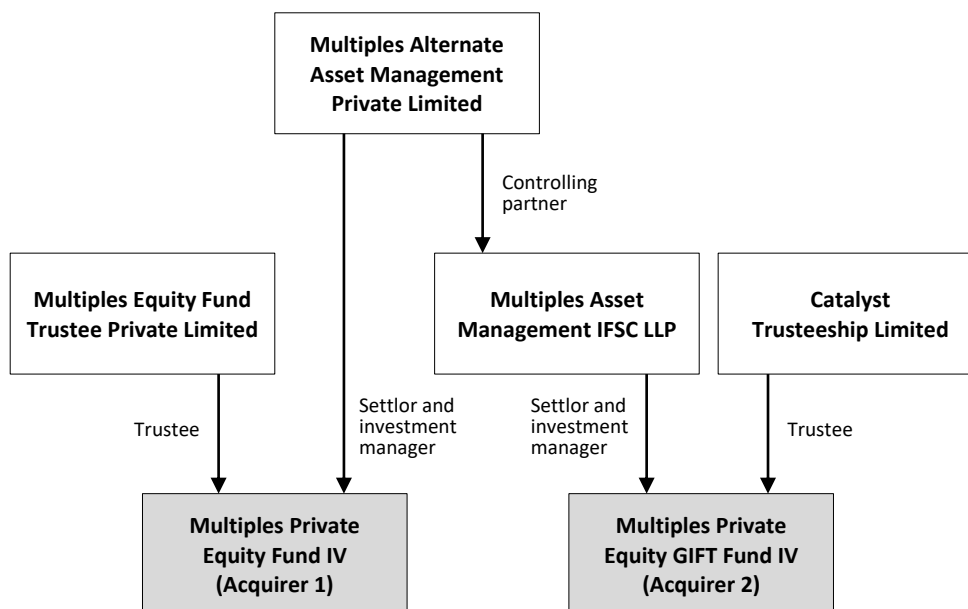 Multiples Alternate
Asset Management
Private Limited
Controlling
partner
Multiples Equity Fund
Trustee Private Limited
Multiples Asset
Management IFSC LLP
Catalyst
Trusteeship Limited
Trustee
Settlor and
investment
manager
Settlor and
investment
manager
Trustee
Multiples Private
Equity Fund IV
(Acquirer 1)
Multiples Private
Equity GIFT Fund IV
(Acquirer 2)